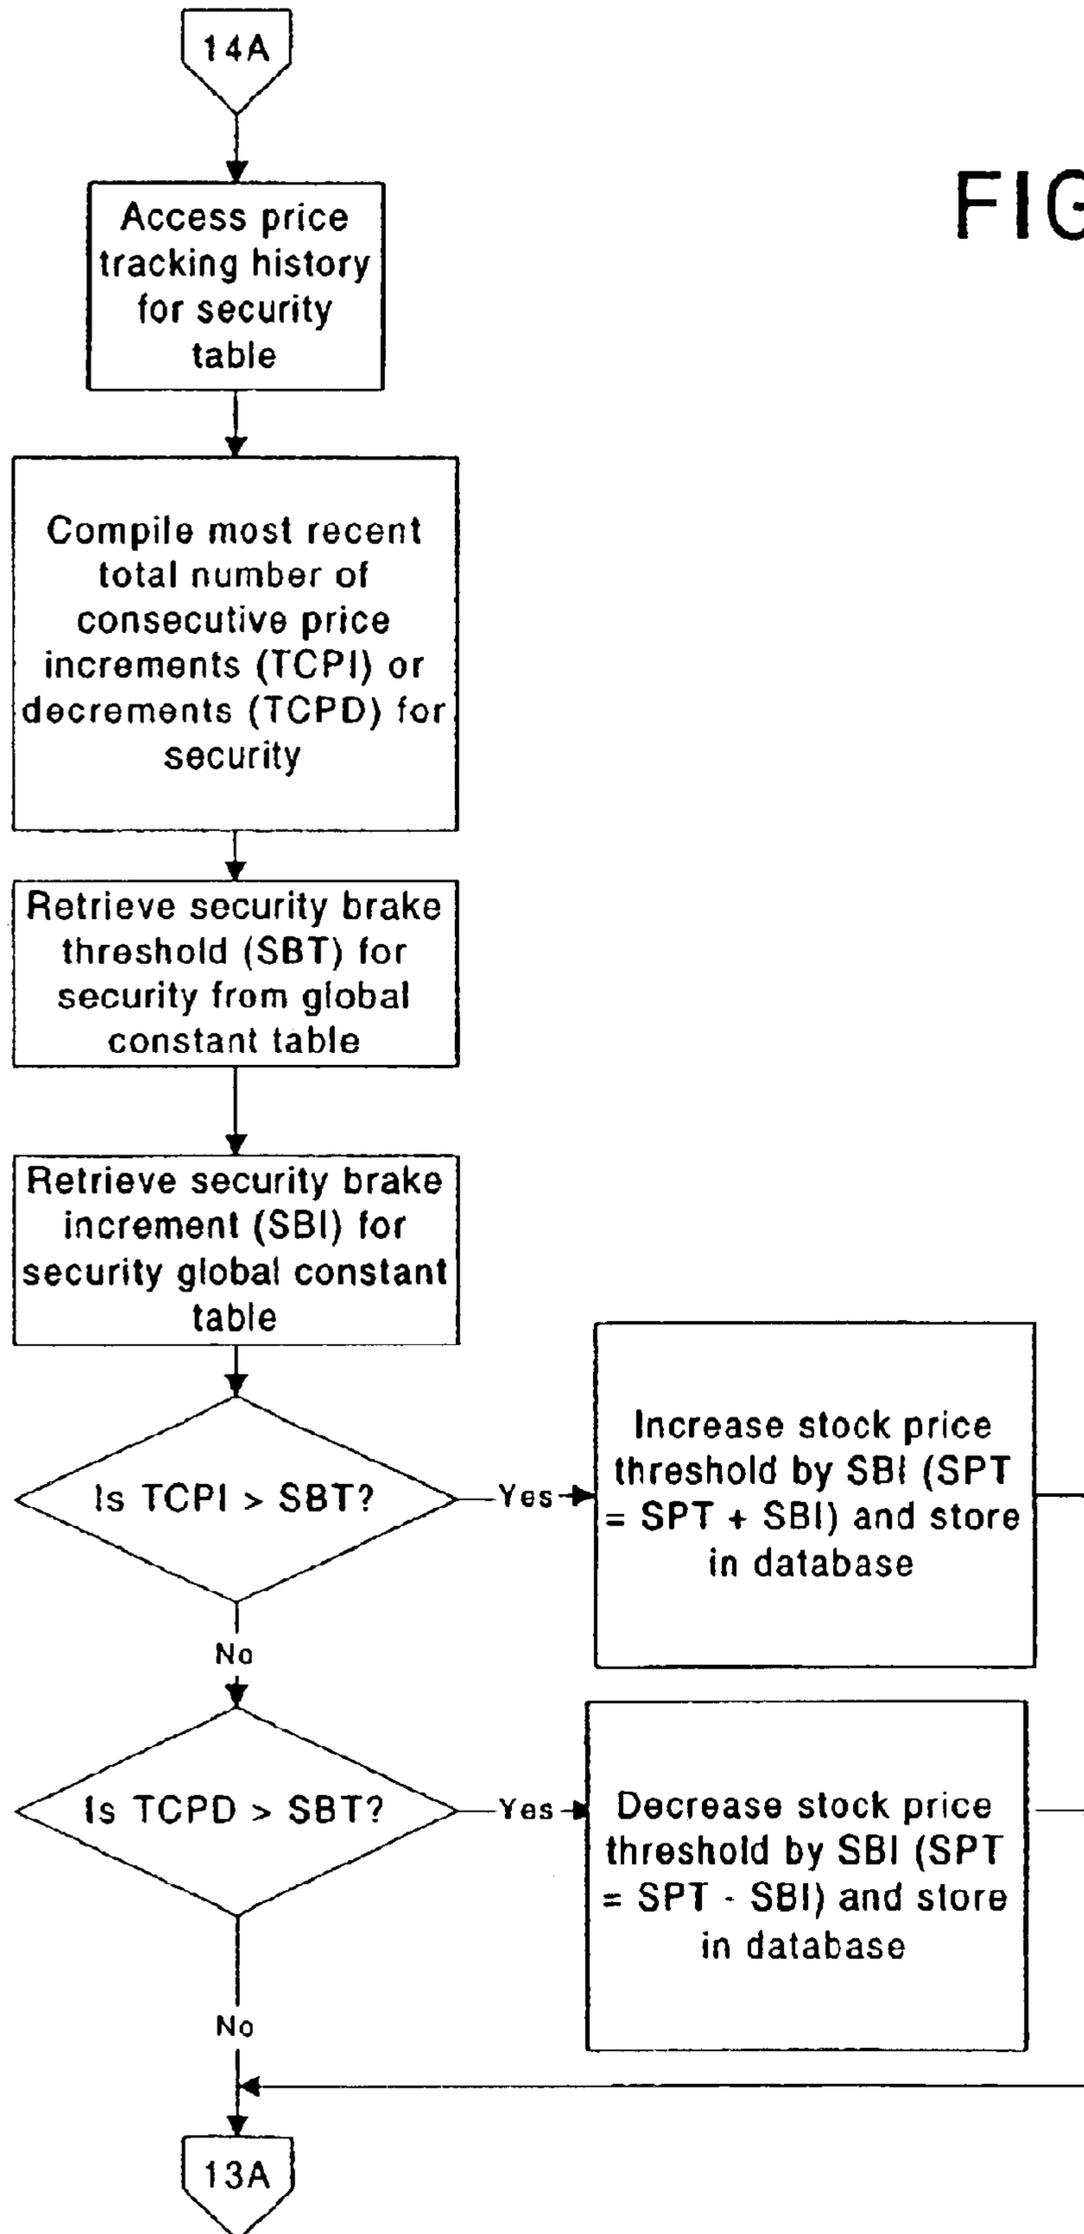 14A
FIG
Access price
tracking history
for security
table
Compile most recent
total number of
consecutive price
increments (TCPI) or
decrements (TCPD) for
security
Retrieve security brake
threshold (SBT) for
security from global
constant table
Retrieve security brake
increment (SBI) for
security global constant
table
Is TCPI > SBT?
Yes
Increase stock price
threshold by SBI (SPT
= SPT + SBI) and store
in database
No
Is TCPD > SBT?
Yes
Decrease stock price
threshold by SBI (SPT
= SPT - SBI) and store
in database
No
13A